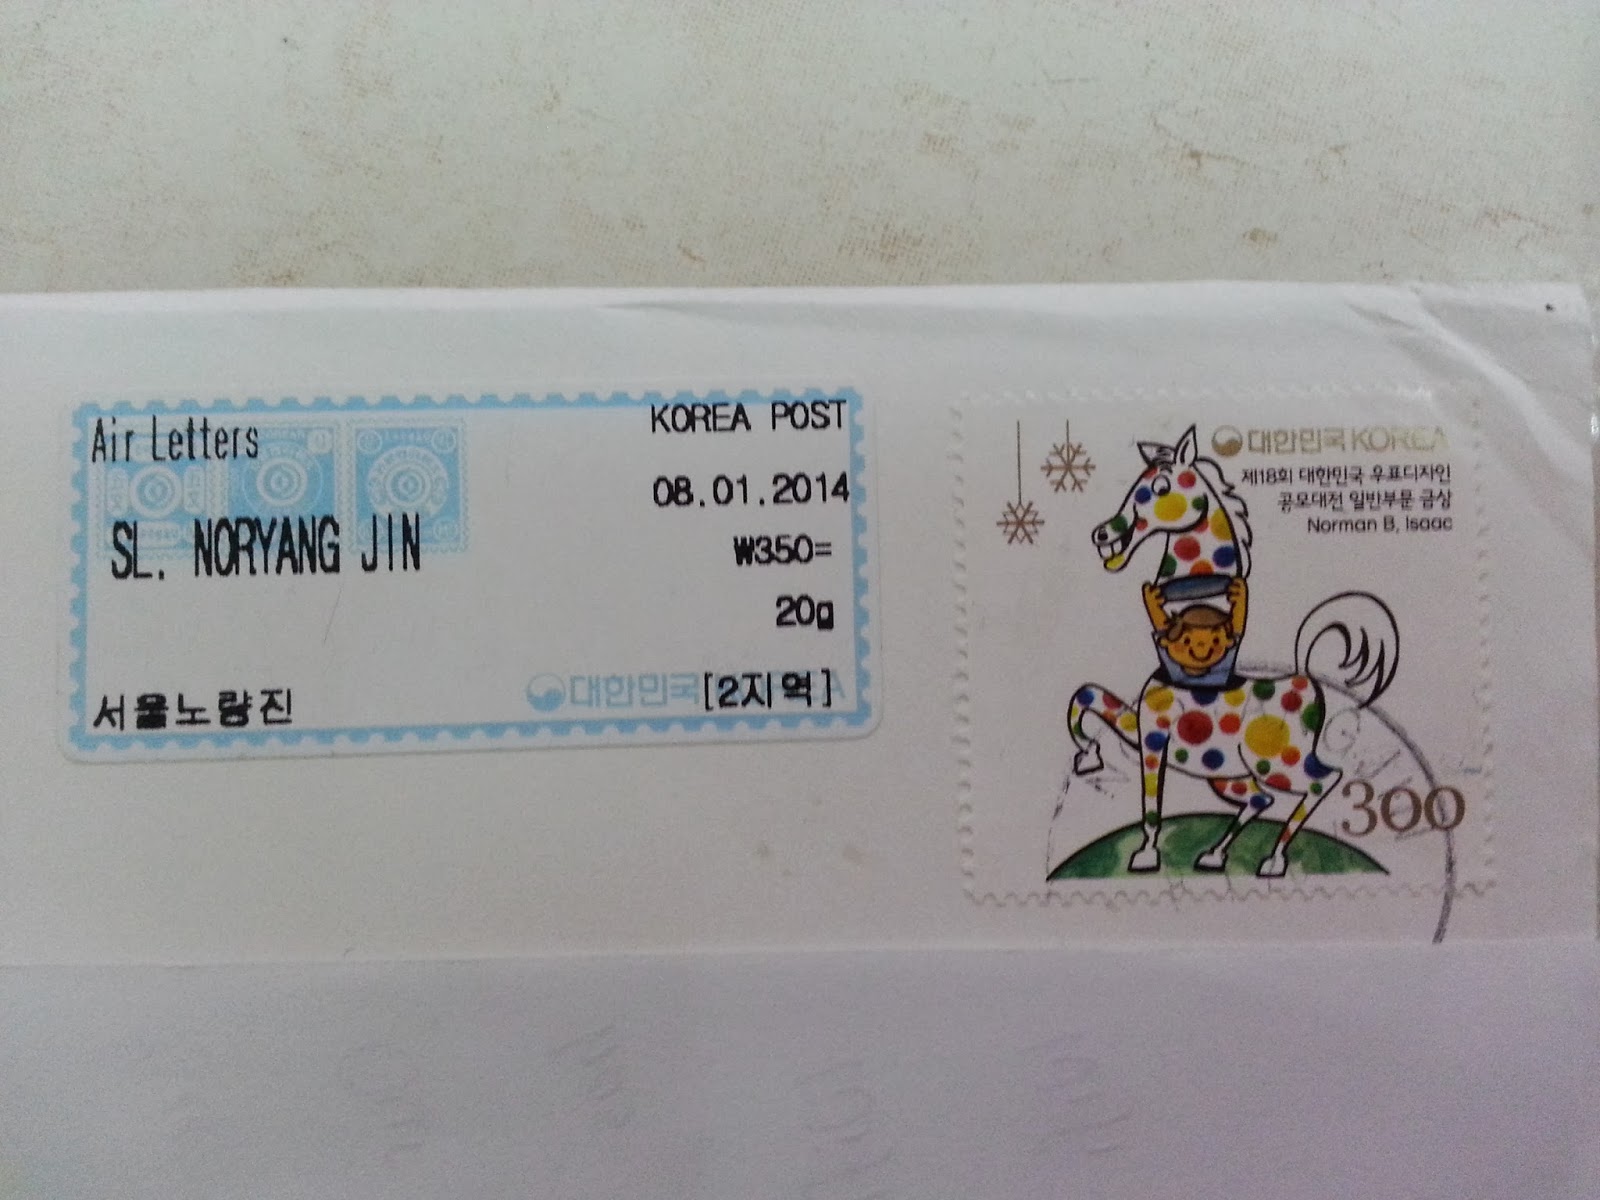 Air Letters
KOREA POST
08.01.2014
SL. NORYANG JIN
₩350=
20g
서울노량진
대한민국 [2지역]
대한민국 KOREA
제18회 대한민국 우표디자인
공모대전 일반부문 금상
Norman B, Isaac
300